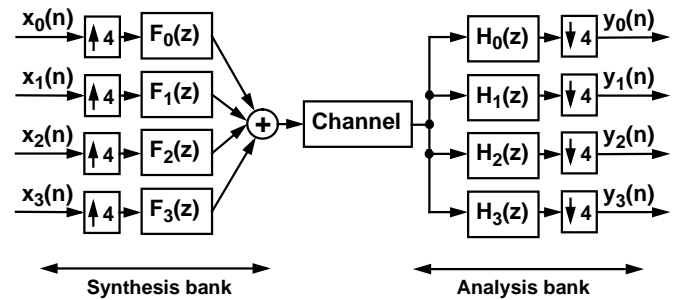 x0(n) ↑4 F0(z) H0(z) ↓4 y0(n)
x1(n) ↑4 F1(z) H1(z) ↓4 y1(n)
+ Channel
x2(n) ↑4 F2(z) H2(z) ↓4 y2(n)
x3(n) ↑4 F3(z) H3(z) ↓4 y3(n)
Synthesis bank Analysis bank